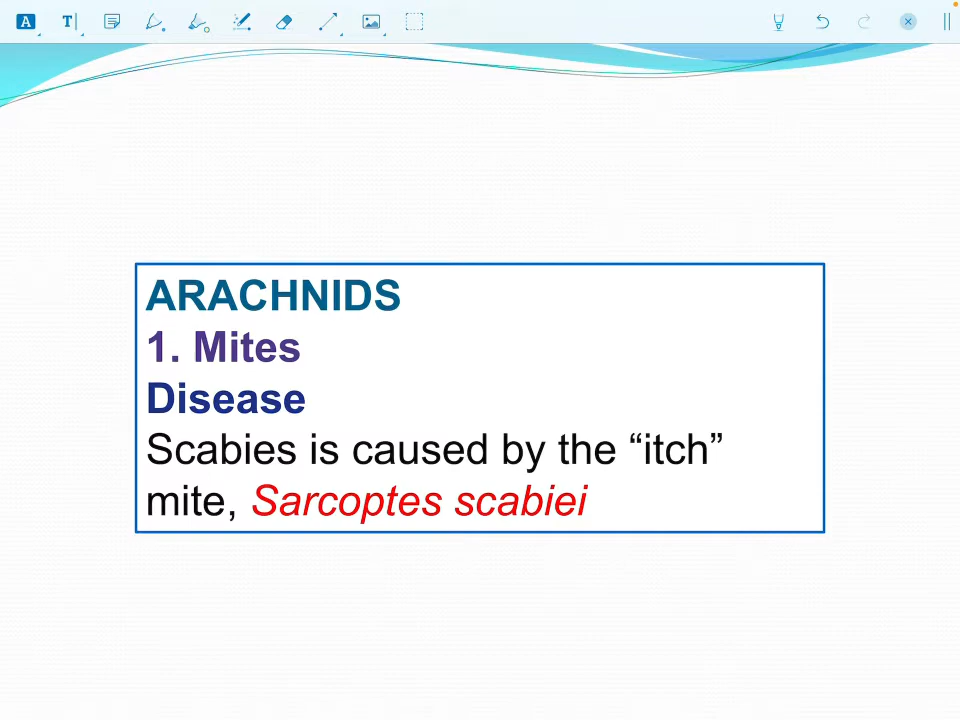 A
T
ARACHNIDS
1. Mites
Disease
Scabies is caused by the “itch”
mite, Sarcoptes scabiei